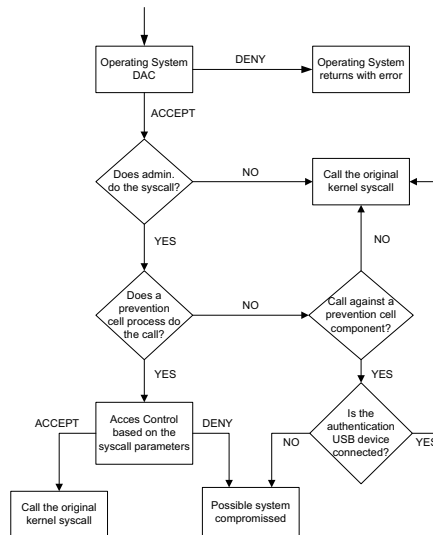 Operating System
DAC
DENY
Operating System
returns with error
ACCEPT
Does admin.
do the syscall?
NO
Call the original
kernel syscall
YES
NO
Does a
prevention
cell process do
the call?
NO
Call against a
prevention cell
component?
YES
YES
ACCEPT
Acces Control
based on the
syscall parameters
DENY
NO
Is the
authentication
USB device
connected?
YES
Call the original
kernel syscall
Possible system
compromissed